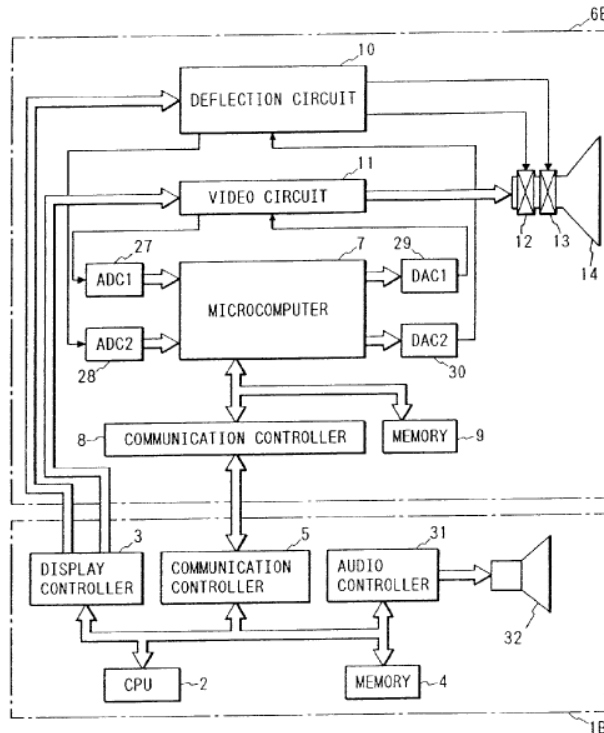 6B
10
DEFLECTION CIRCUIT
11
VIDEO CIRCUIT
12
13
14
27
7
29
ADC1
MICROCOMPUTER
DAC1
ADC2
DAC2
28
30
8
COMMUNICATION CONTROLLER
MEMORY
9
3
5
31
DISPLAY
CONTROLLER
COMMUNICATION
CONTROLLER
AUDIO
CONTROLLER
32
CPU
2
MEMORY
4
1B